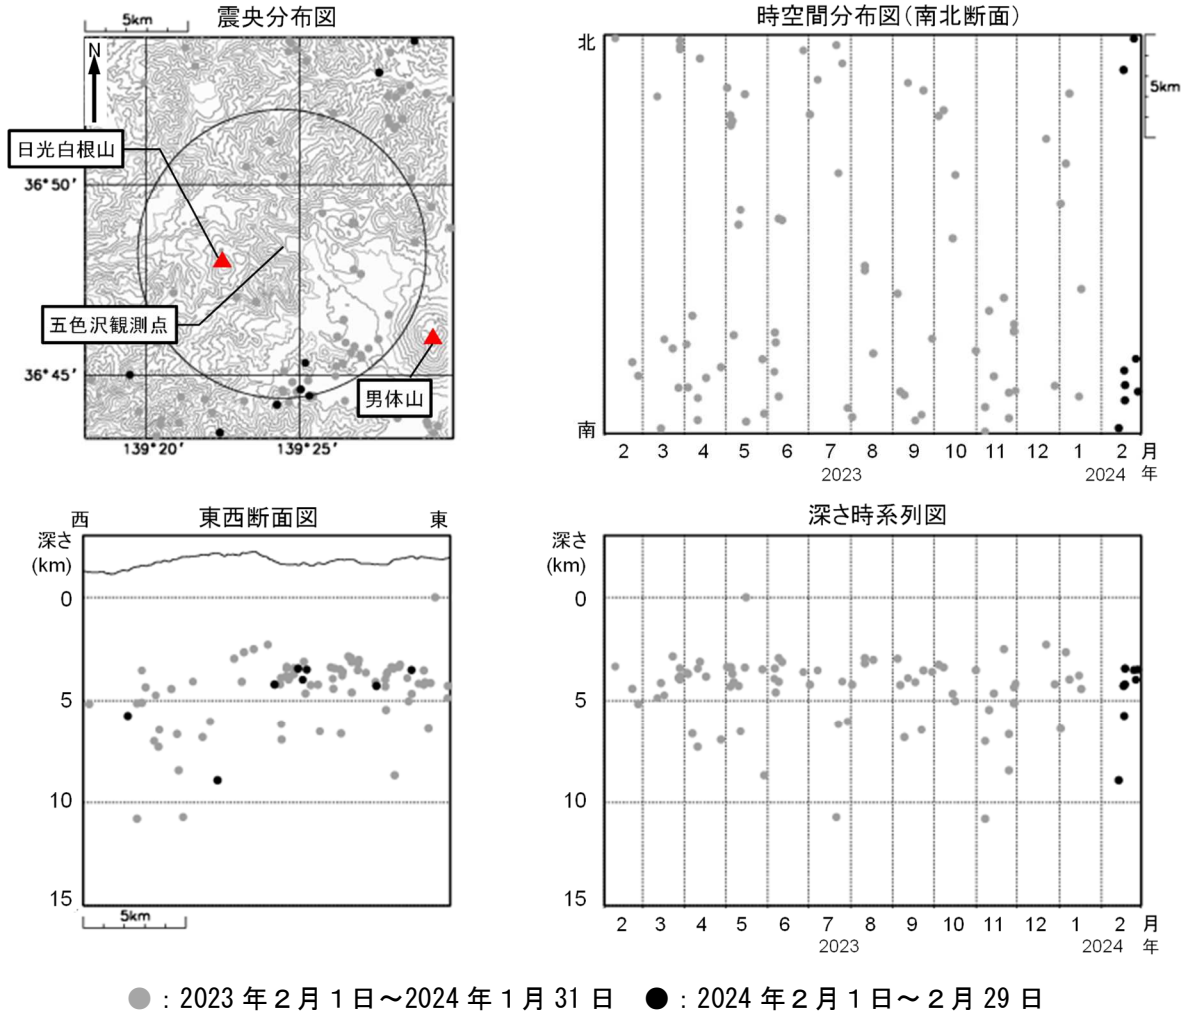 震央分布図
5km
N
日光白根山
36°50′
五色沢観測点
36°45′
男体山
139°20′
139°25′
時空間分布図(南北断面)
北
5km
南
2 3 4 5 6 7 8 9 10 11 12 1 2 月
2023 2024 年
東西断面図
西 東
深さ
(km)
0
5
10
15
5km
深さ時系列図
深さ
(km)
0
5
10
15
2 3 4 5 6 7 8 9 10 11 12 1 2 月
2023 2024 年
●：2023年２月１日～2024年１月31日 ●：2024年２月１日～２月29日